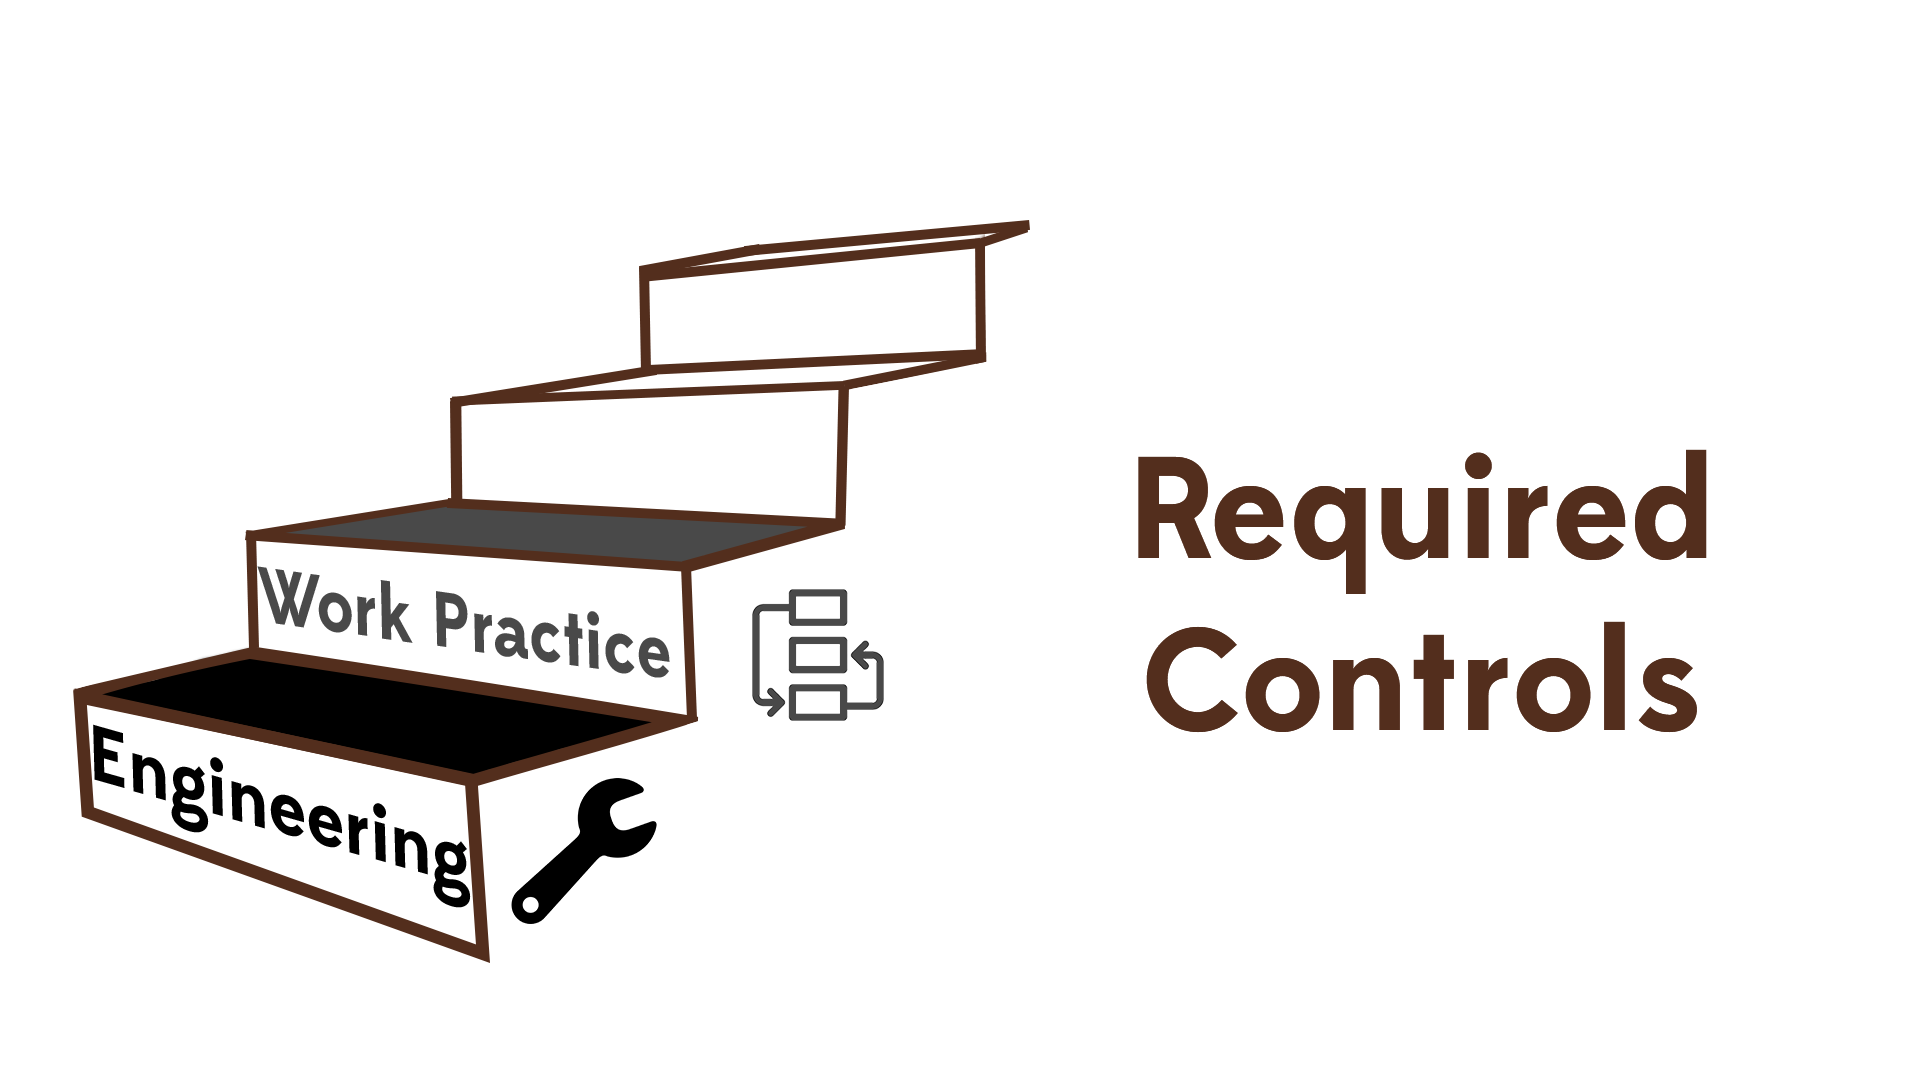 Required
Controls
Work Practice
Engineering